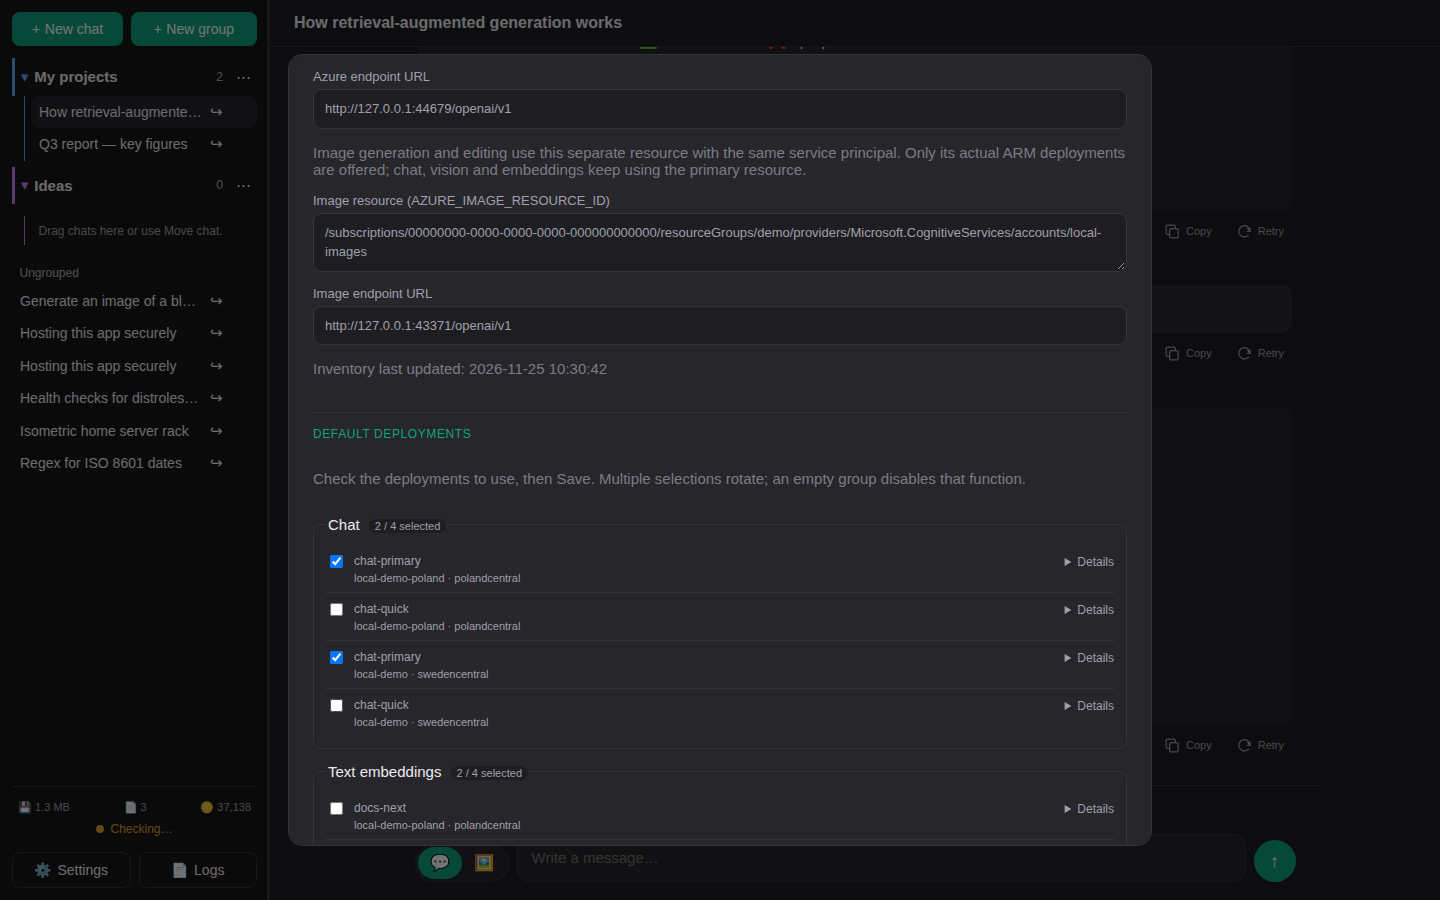 + New chat
+ New group
How retrieval-augmented generation works
My projects
2
How retrieval-augmente…
Q3 report — key figures
Ideas
0
Drag chats here or use Move chat.
Ungrouped
Generate an image of a bl…
Hosting this app securely
Hosting this app securely
Health checks for distroles…
Isometric home server rack
Regex for ISO 8601 dates
1.3 MB
3
37,138
Checking…
Settings
Logs
Azure endpoint URL
http://127.0.0.1:44679/openai/v1
Image generation and editing use this separate resource with the same service principal. Only its actual ARM deployments
are offered; chat, vision and embeddings keep using the primary resource.
Image resource (AZURE_IMAGE_RESOURCE_ID)
/subscriptions/00000000-0000-0000-0000-000000000000/resourceGroups/demo/providers/Microsoft.CognitiveServices/accounts/local-
images
Image endpoint URL
http://127.0.0.1:43371/openai/v1
Inventory last updated: 2026-11-25 10:30:42
DEFAULT DEPLOYMENTS
Check the deployments to use, then Save. Multiple selections rotate; an empty group disables that function.
Chat 2 / 4 selected
chat-primary
local-demo-poland · polandcentral
Details
chat-quick
local-demo-poland · polandcentral
Details
chat-primary
local-demo · swedencentral
Details
chat-quick
local-demo · swedencentral
Details
Text embeddings 2 / 4 selected
docs-next
local-demo-poland · polandcentral
Details
Copy Retry
Copy Retry
Copy Retry
Write a message…